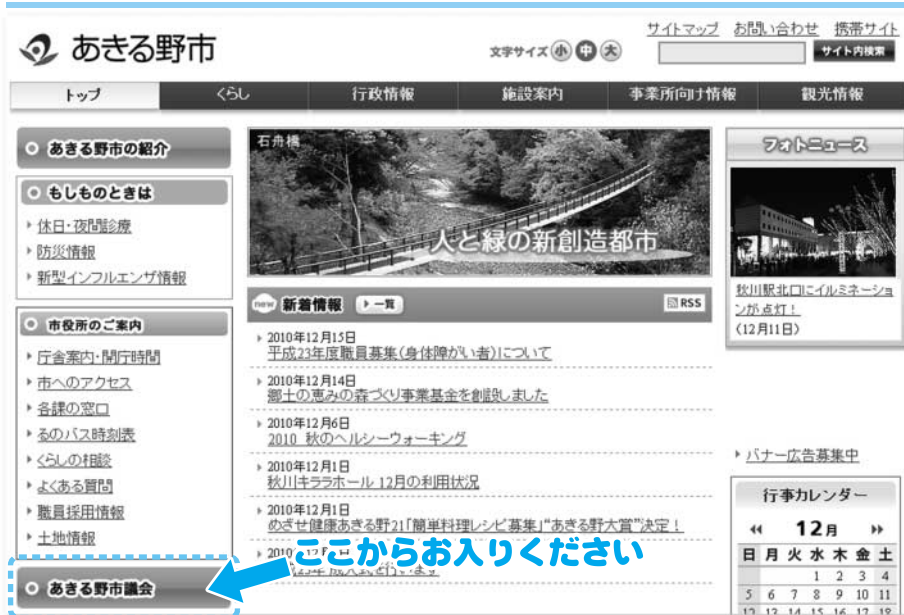 あきる野市
文字サイズ 小 中 大
サイトマップ お問い合わせ 携帯サイト
サイト内検索
トップ くらし 行政情報 施設案内 事業所向け情報 観光情報
あきる野市の紹介
もしものときは
休日・夜間診療
防災情報
新型インフルエンザ情報
市役所のご案内
庁舎案内・開庁時間
市へのアクセス
各課の窓口
るのバス時刻表
くらしの相談
よくある質問
職員採用情報
土地情報
あきる野市議会
石舟橋
人と緑の新創造都市
new 新着情報 一覧 RSS
2010年12月15日
平成23年度職員募集(身体障がい者)について
2010年12月14日
郷土の恵みの森づくり事業基金を創設しました
2010年12月6日
2010 秋のヘルシーウォーキング
2010年12月1日
秋川キララホール 12月の利用状況
2010年12月1日
めざせ健康あきる野21「簡単料理レシピ募集」“あきる野大賞”決定!
ここからお入りください
フォトニュース
秋川駅北口にイルミネーショ
ンが点灯!
(12月11日)
バナー広告募集中
行事カレンダー
12月
日 月 火 水 木 金 土
1 2 3 4
5 6 7 8 9 10 11
12 13 14 15 16 17 18